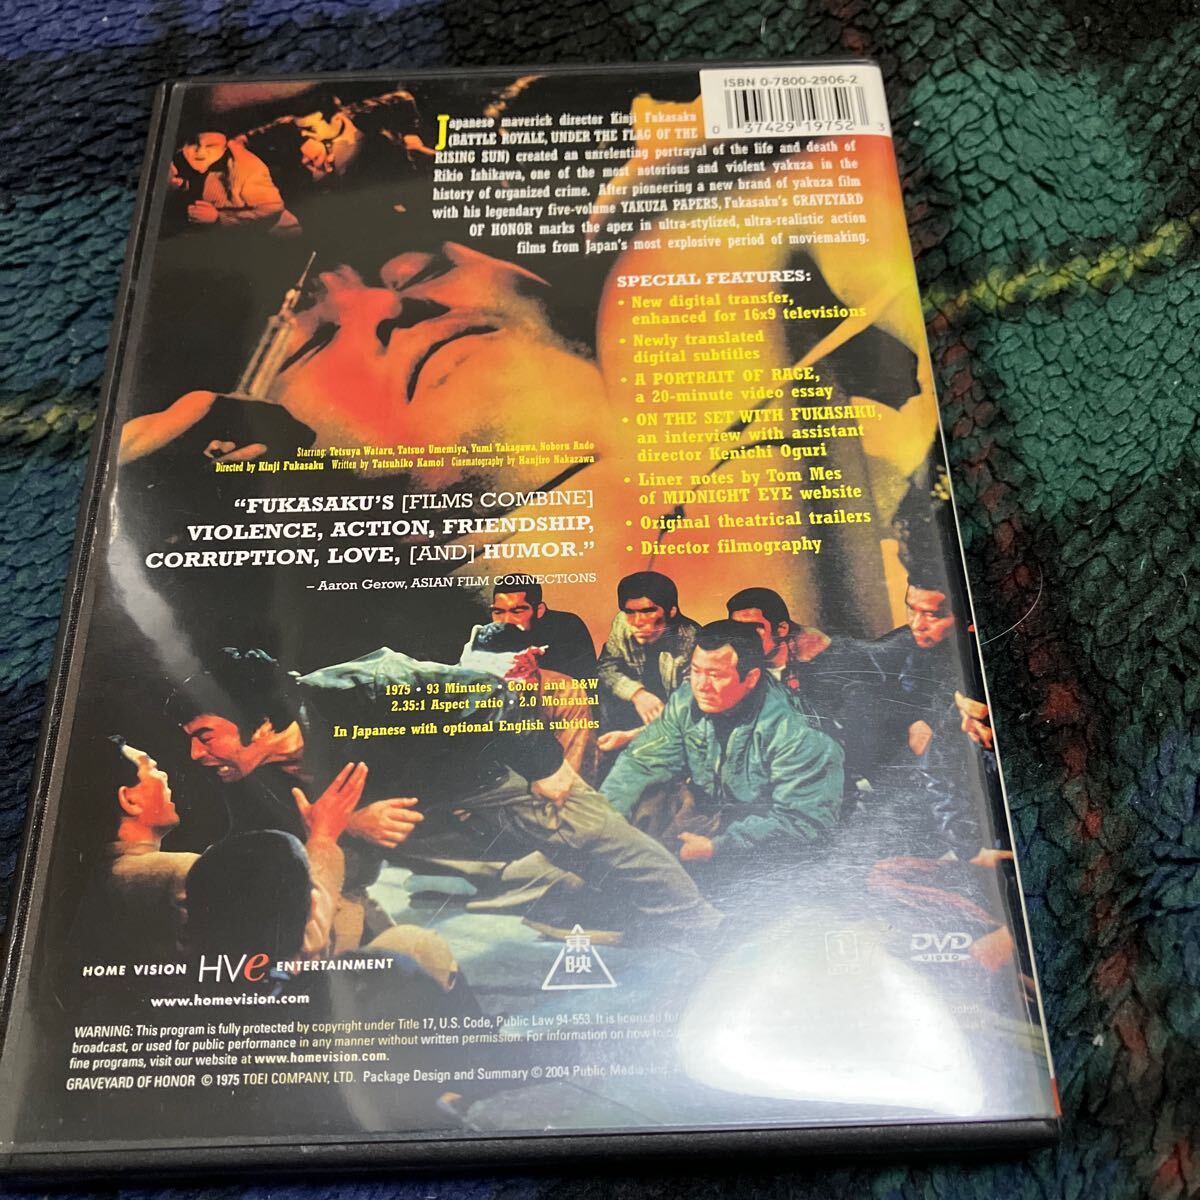 ISBN 0-7800-2906-2
0 37429 19752 3
Japanese maverick director Kinji Fukasaku
(BATTLE ROYALE, UNDER THE FLAG OF THE
RISING SUN) created an unrelenting portrayal of the life and death of
Rikio Ishikawa, one of the most notorious and violent yakuza in the
history of organized crime. After pioneering a new brand of yakuza film
with his legendary five-volume YAKUZA PAPERS, Fukasaku's GRAVEYARD
OF HONOR marks the apex in ultra-stylized, ultra-realistic action
films from Japan's most explosive period of moviemaking.
SPECIAL FEATURES:
• New digital transfer,
enhanced for 16x9 televisions
• Newly translated
digital subtitles
• A PORTRAIT OF RAGE,
a 20-minute video essay
• ON THE SET WITH FUKASAKU,
an interview with assistant
director Kenichi Oguri
• Liner notes by Tom Mes
of MIDNIGHT EYE website
• Original theatrical trailers
• Director filmography
Starring: Tetsuya Wataru, Tatsuo Umemiya, Yumi Takagawa, Noboru Ando
Directed by Kinji Fukasaku Written by Tatsuhiko Kamoi Cinematography by Hanjiro Nakazawa
“FUKASAKU'S [FILMS COMBINE]
VIOLENCE, ACTION, FRIENDSHIP,
CORRUPTION, LOVE, [AND] HUMOR.”
– Aaron Gerow, ASIAN FILM CONNECTIONS
1975 • 93 Minutes • Color and B&W
2.35:1 Aspect ratio • 2.0 Monaural
In Japanese with optional English subtitles
HOME VISION HVe ENTERTAINMENT
www.homevision.com
東映
1
DVD
VIDEO
WARNING: This program is fully protected by copyright under Title 17, U.S. Code, Public Law 94-553. It is licensed for
broadcast, or used for public performance in any manner without written permission. For information on how to
fine programs, visit our website at www.homevision.com.
GRAVEYARD OF HONOR © 1975 TOEI COMPANY, LTD. Package Design and Summary © 2004 Public Media, Inc.